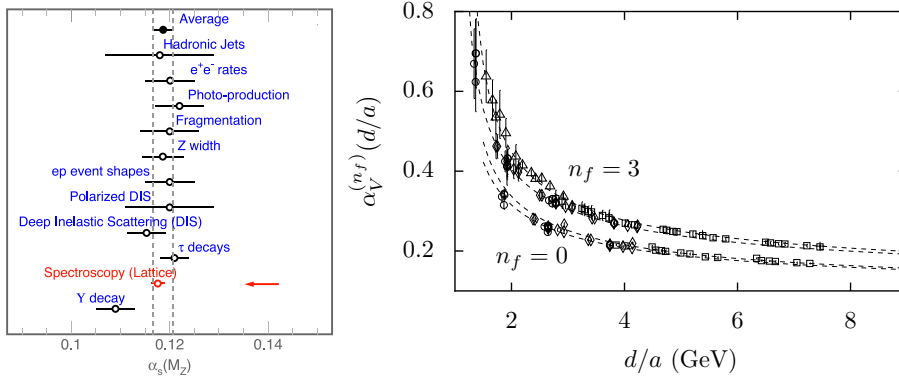 Average
Hadronic Jets
e⁺e⁻ rates
Photo-production
Fragmentation
Z width
ep event shapes
Polarized DIS
Deep Inelastic Scattering (DIS)
τ decays
Spectroscopy (Lattice)
ϒ decay
0.1 0.12 0.14
α_s(M_Z)
0.8
0.6
0.4
0.2
α_V^(n_f)(d/a)
n_f = 3
n_f = 0
2 4 6 8
d/a (GeV)